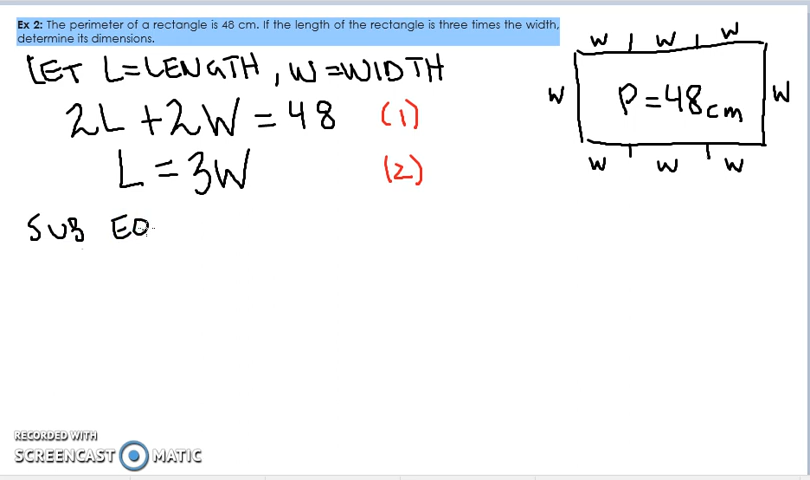 Ex 2: The perimeter of a rectangle is 48 cm. If the length of the rectangle is three times the width,
determine its dimensions.
LET L=LENGTH, W=WIDTH
2L+2W=48 (1)
L=3W (2)
SUB EQ
W W W
W P=48cm W
W W W
RECORDED WITH
SCREENCAST MATIC